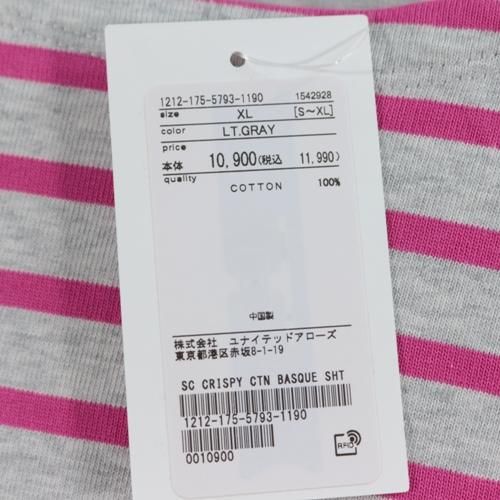 1212-175-5793-1190 1542928
size XL [S〜XL]
color LT.GRAY
price
本体 10,900(税込 11,990)
quality
COTTON 100%
中国製
株式会社 ユナイテッドアローズ
東京都港区赤坂8-1-19
SC CRISPY CTN BASQUE SHT
1212-175-5793-1190
0010900
RFID